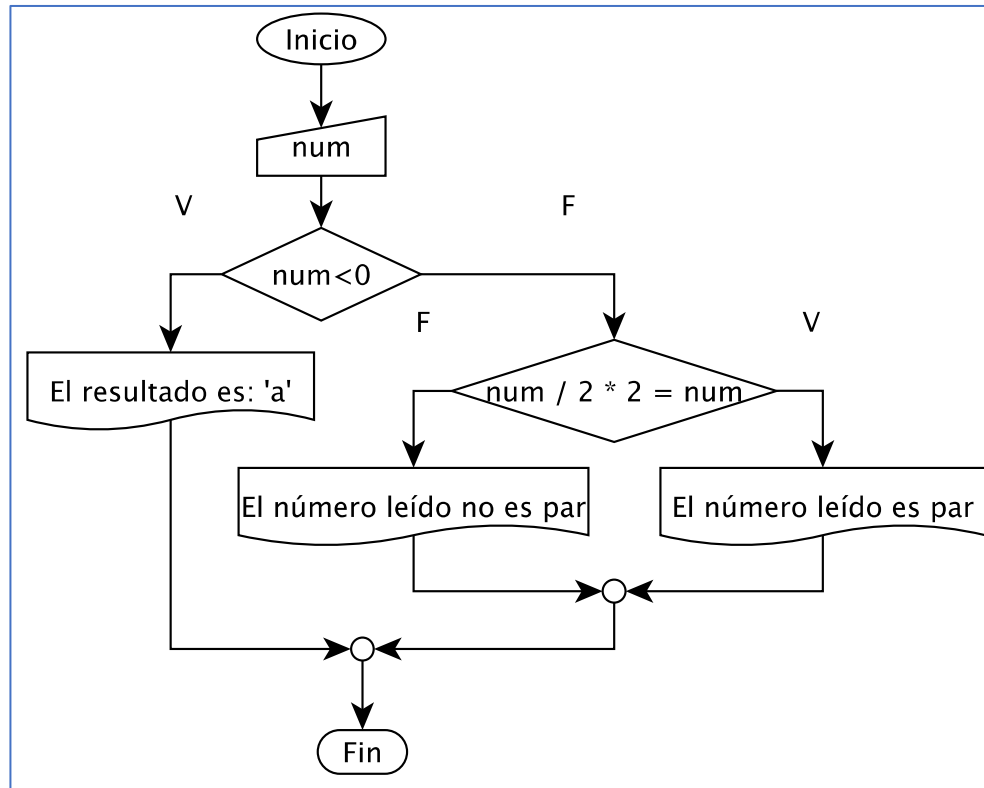 Inicio
num
V
F
num<0
F
V
El resultado es: 'a'
num / 2 * 2 = num
El número leído no es par
El número leído es par
Fin